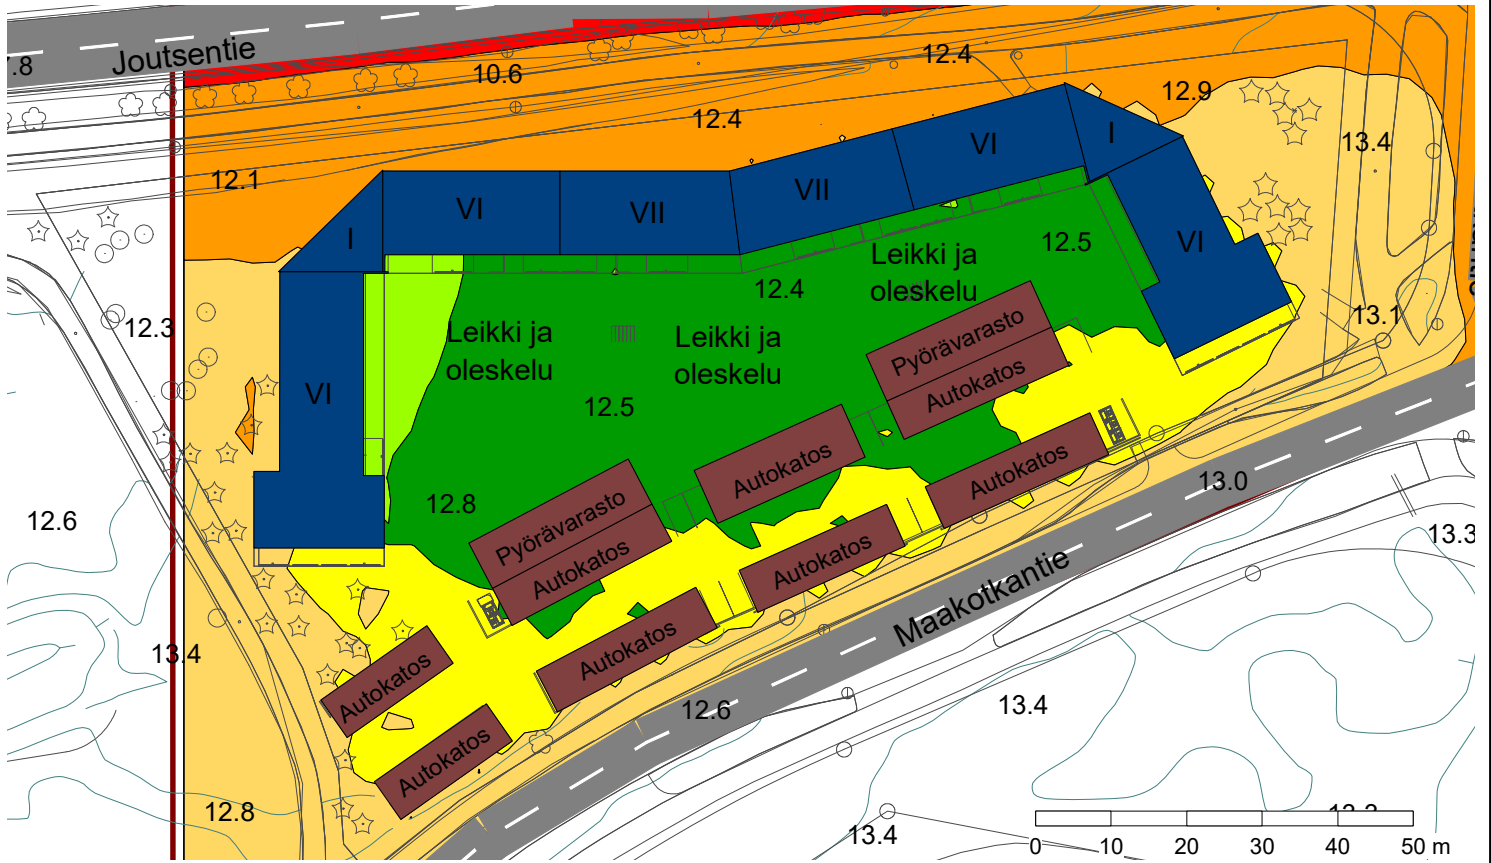 Joutsentie
7.8
10.6
12.4
12.4
12.9
13.4
12.1
I
VI
VII
VII
VI
I
VI
12.5
Leikki ja
oleskelu
12.4
12.3
Leikki ja
oleskelu
Leikki ja
oleskelu
13.1
Pyörävarasto
Autokatos
VI
12.5
Autokatos
Autokatos
13.0
12.6
12.8
13.3
Pyörävarasto
Autokatos
Autokatos
Maakotkantie
13.4
Autokatos
Autokatos
12.6
13.4
Autokatos
12.8
13.4
0 10 20 30 40 50 m